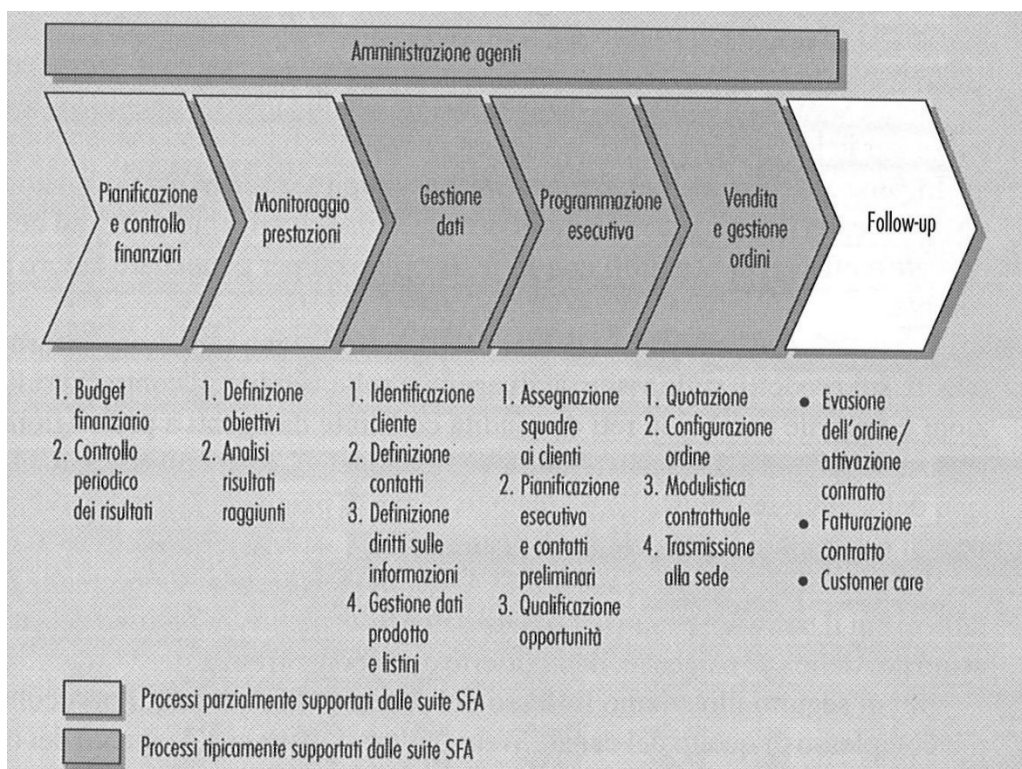 Amministrazione agenti
Pianificazione
e controllo
finanziari
Monitoraggio
prestazioni
Gestione
dati
Programmazione
esecutiva
Vendita
e gestione
ordini
Follow-up
1. Budget
finanziario
2. Controllo
periodico
dei risultati
1. Definizione
obiettivi
2. Analisi
risultati
raggiunti
1. Identificazione
cliente
2. Definizione
contatti
3. Definizione
diritti sulle
informazioni
4. Gestione dati
prodotto
e listini
1. Assegnazione
squadre
ai clienti
2. Pianificazione
esecutiva
e contatti
preliminari
3. Qualificazione
opportunità
1. Quotazione
2. Configurazione
ordine
3. Modulistica
contrattuale
4. Trasmissione
alla sede
• Evasione
dell'ordine/
attivazione
contratto
• Fatturazione
contratto
• Customer care
Processi parzialmente supportati dalle suite SFA
Processi tipicamente supportati dalle suite SFA